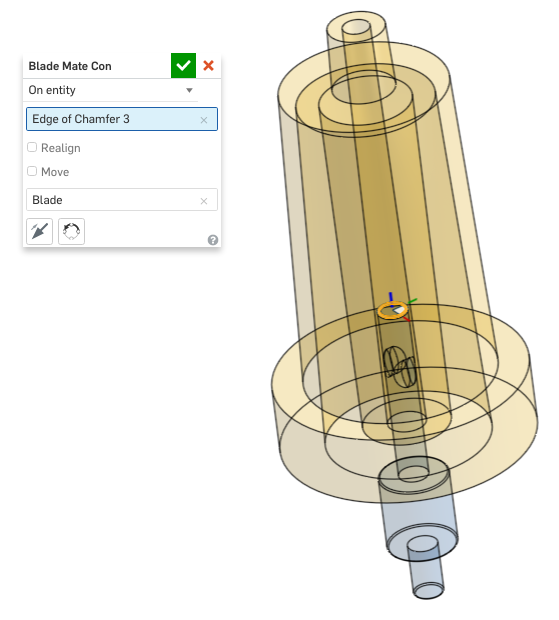 Blade Mate Con
On entity
Edge of Chamfer 3
Realign
Move
Blade
?